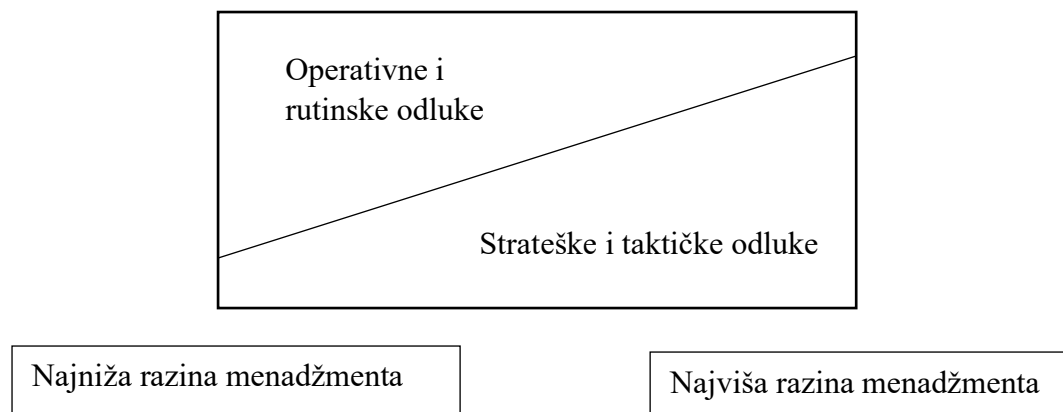 Operativne i
rutinske odluke
Strateške i taktičke odluke
Najniža razina menadžmenta
Najviša razina menadžmenta